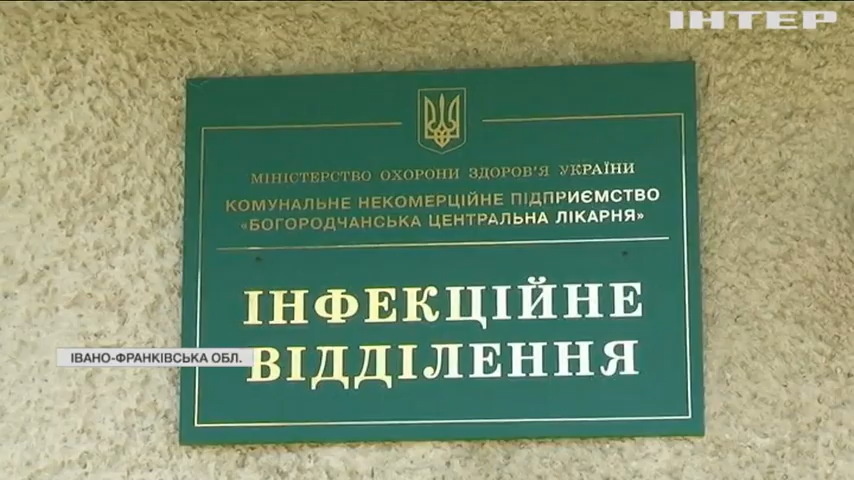 ІНТЕР
МІНІСТЕРСТВО ОХОРОНИ ЗДОРОВ'Я УКРАЇНИ
КОМУНАЛЬНЕ НЕКОМЕРЦІЙНЕ ПІДПРИЄМСТВО
«БОГОРОДЧАНСЬКА ЦЕНТРАЛЬНА ЛІКАРНЯ»
ІНФЕКЦІЙНЕ
ВІДДІЛЕННЯ
ІВАНО-ФРАНКІВСЬКА ОБЛ.